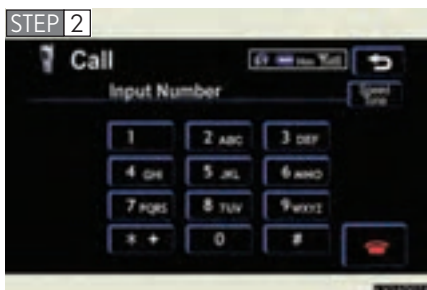 STEP 2
Call
Input Number
Speed
1 2 ABC 3 DEF
4 GHI 5 JKL 6 MNO
7 PQRS 8 TUV 9 WXYZ
* + 0 #